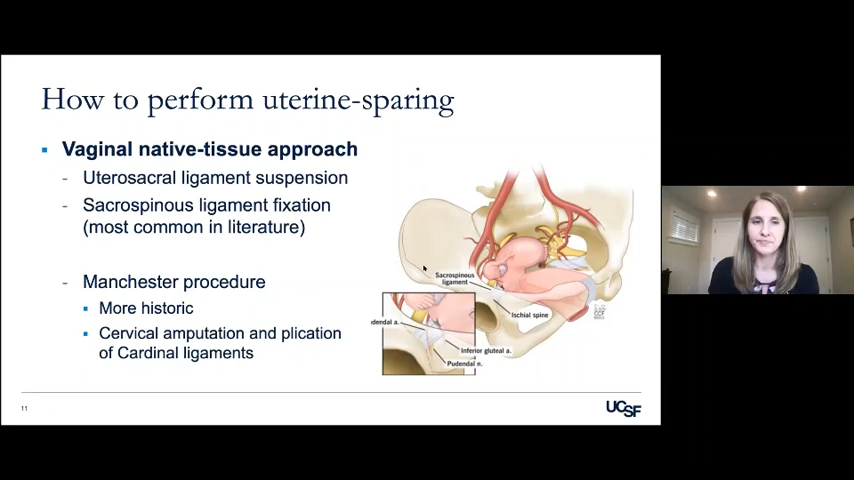 How to perform uterine-sparing
Vaginal native-tissue approach
- Uterosacral ligament suspension
- Sacrospinous ligament fixation
(most common in literature)
- Manchester procedure
More historic
Cervical amputation and plication
of Cardinal ligaments
Sacrospinous
ligament
Ischial spine
CCF
dendal a.
Inferior gluteal a.
Pudendal n.
11
UCSF